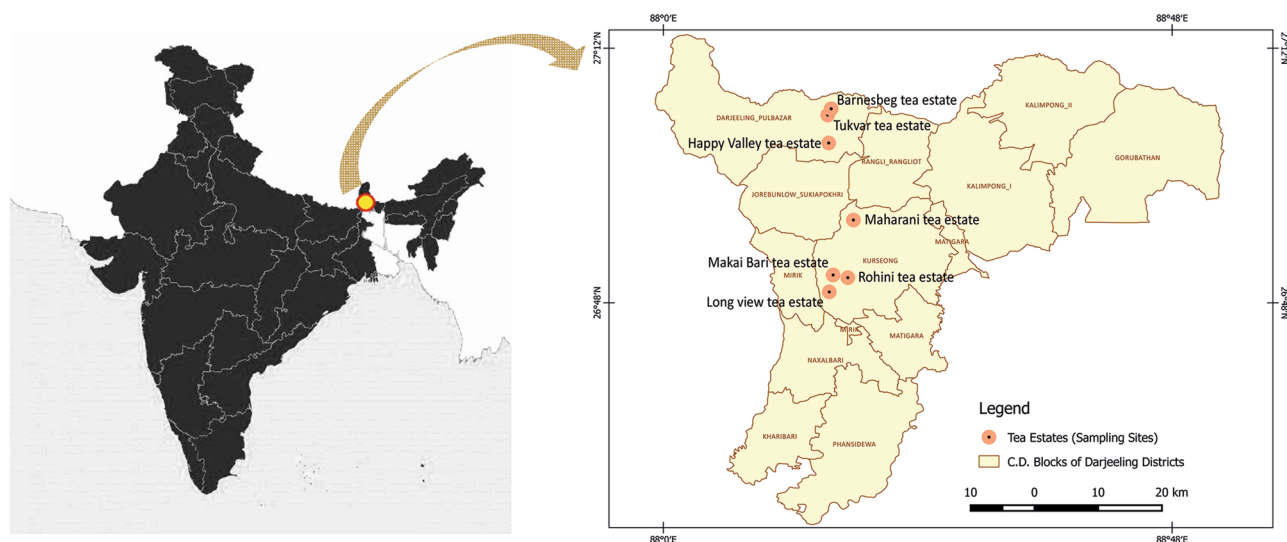 88°0'E
88°48'E
27°12'N
27°12'N
Barnesbeg tea estate
KALIMPONG_II
DARJEELING_PULBAZAR
Tukvar tea estate
Happy Valley tea estate
RANGLI_RANGLIOT
GORUBATHAN
KALIMPONG_I
JOREBUNLOW_SUKIAPOKHRI
Maharani tea estate
MATIGARA
Makai Bari tea estate
KURSEONG
MIRIK
Rohini tea estate
Long view tea estate
26°48'N
26°48'N
MIRIK
MATIGARA
NAXALBARI
Legend
Tea Estates (Sampling Sites)
KHARIBARI
PHANSIDEWA
C.D. Blocks of Darjeeling Districts
10 0 10 20 km
88°0'E
88°48'E